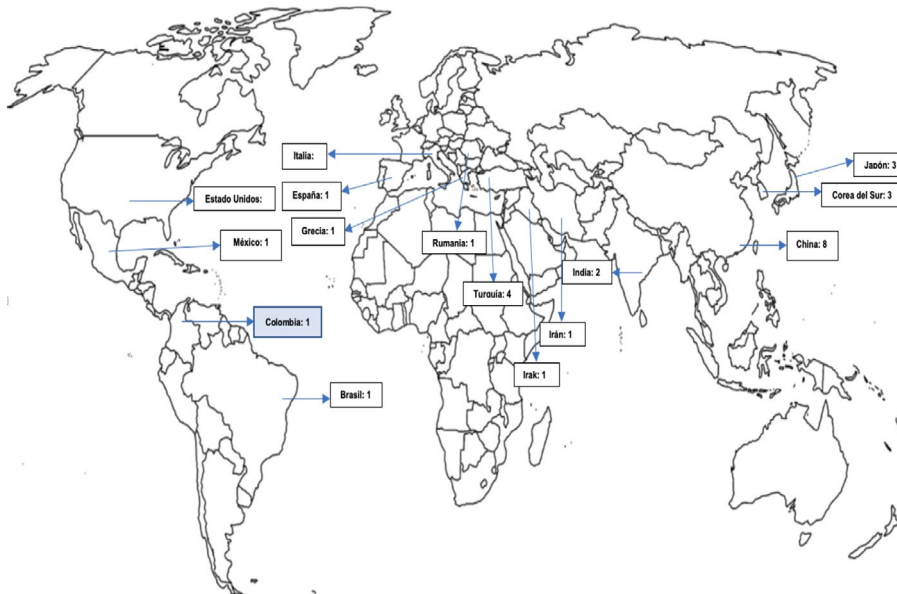 Italia:
Japón: 3
España: 1
Corea del Sur: 3
Estado Unidos:
Grecia: 1
México: 1
Rumania: 1
China: 8
India: 2
Turquía: 4
Colombia: 1
Irán: 1
Irak: 1
Brasil: 1